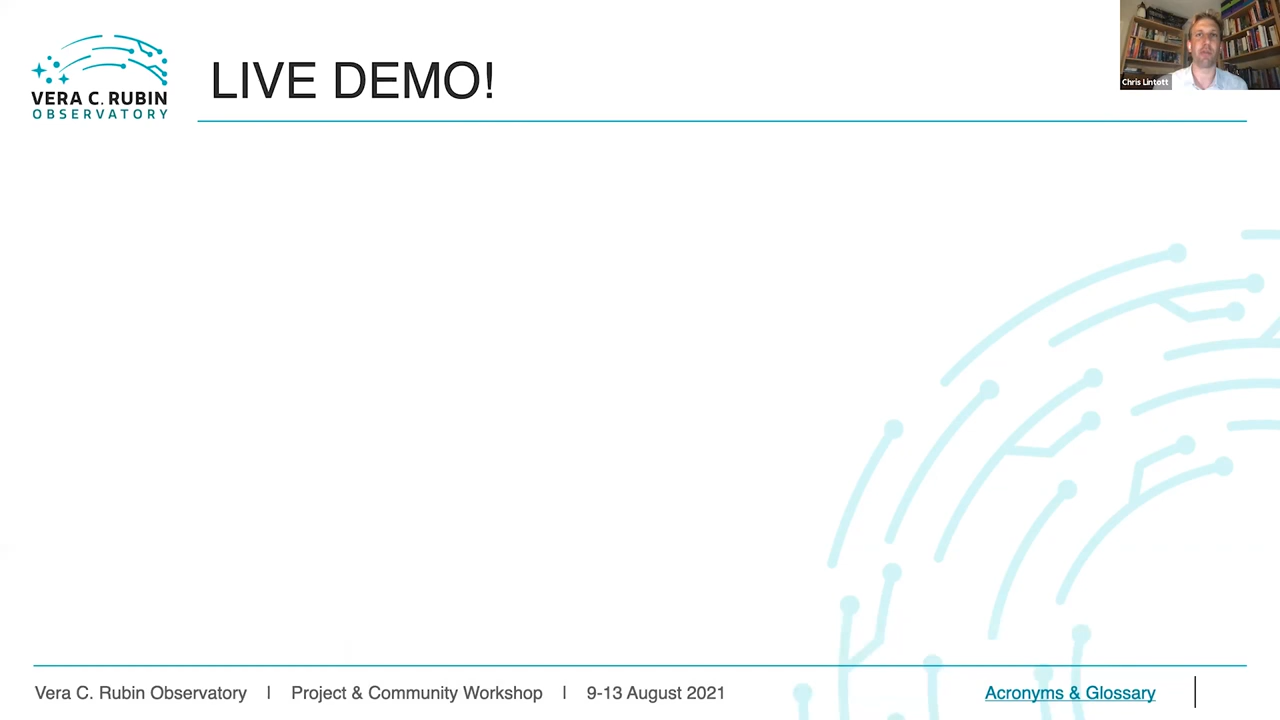 VERA C. RUBIN
OBSERVATORY
LIVE DEMO!
Chris Lintott
Vera C. Rubin Observatory | Project & Community Workshop | 9-13 August 2021
Acronyms & Glossary